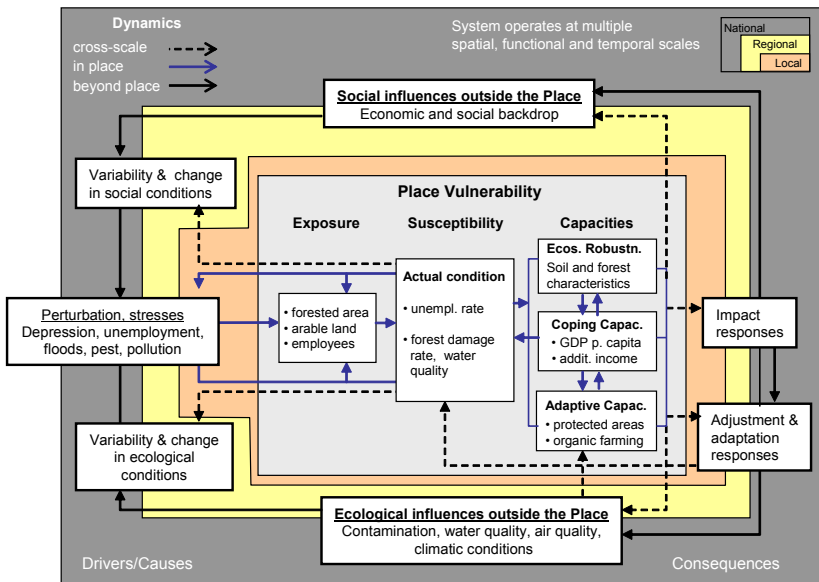 Dynamics
cross-scale
in place
beyond place
System operates at multiple
spatial, functional and temporal scales
National
Regional
Local
Social influences outside the Place
Economic and social backdrop
Variability & change
in social conditions
Place Vulnerability
Exposure
Susceptibility
Capacities
Ecos. Robustn.
Soil and forest
characteristics
Actual condition
• unempl. rate
• forest damage
rate, water
quality
• forested area
• arable land
• employees
Perturbation, stresses
Depression, unemployment,
floods, pest, pollution
Coping Capac.
• GDP p. capita
• addit. income
Impact
responses
Adaptive Capac.
• protected areas
• organic farming
Adjustment &
adaptation
responses
Variability & change
in ecological
conditions
Ecological influences outside the Place
Contamination, water quality, air quality,
climatic conditions
Drivers/Causes
Consequences